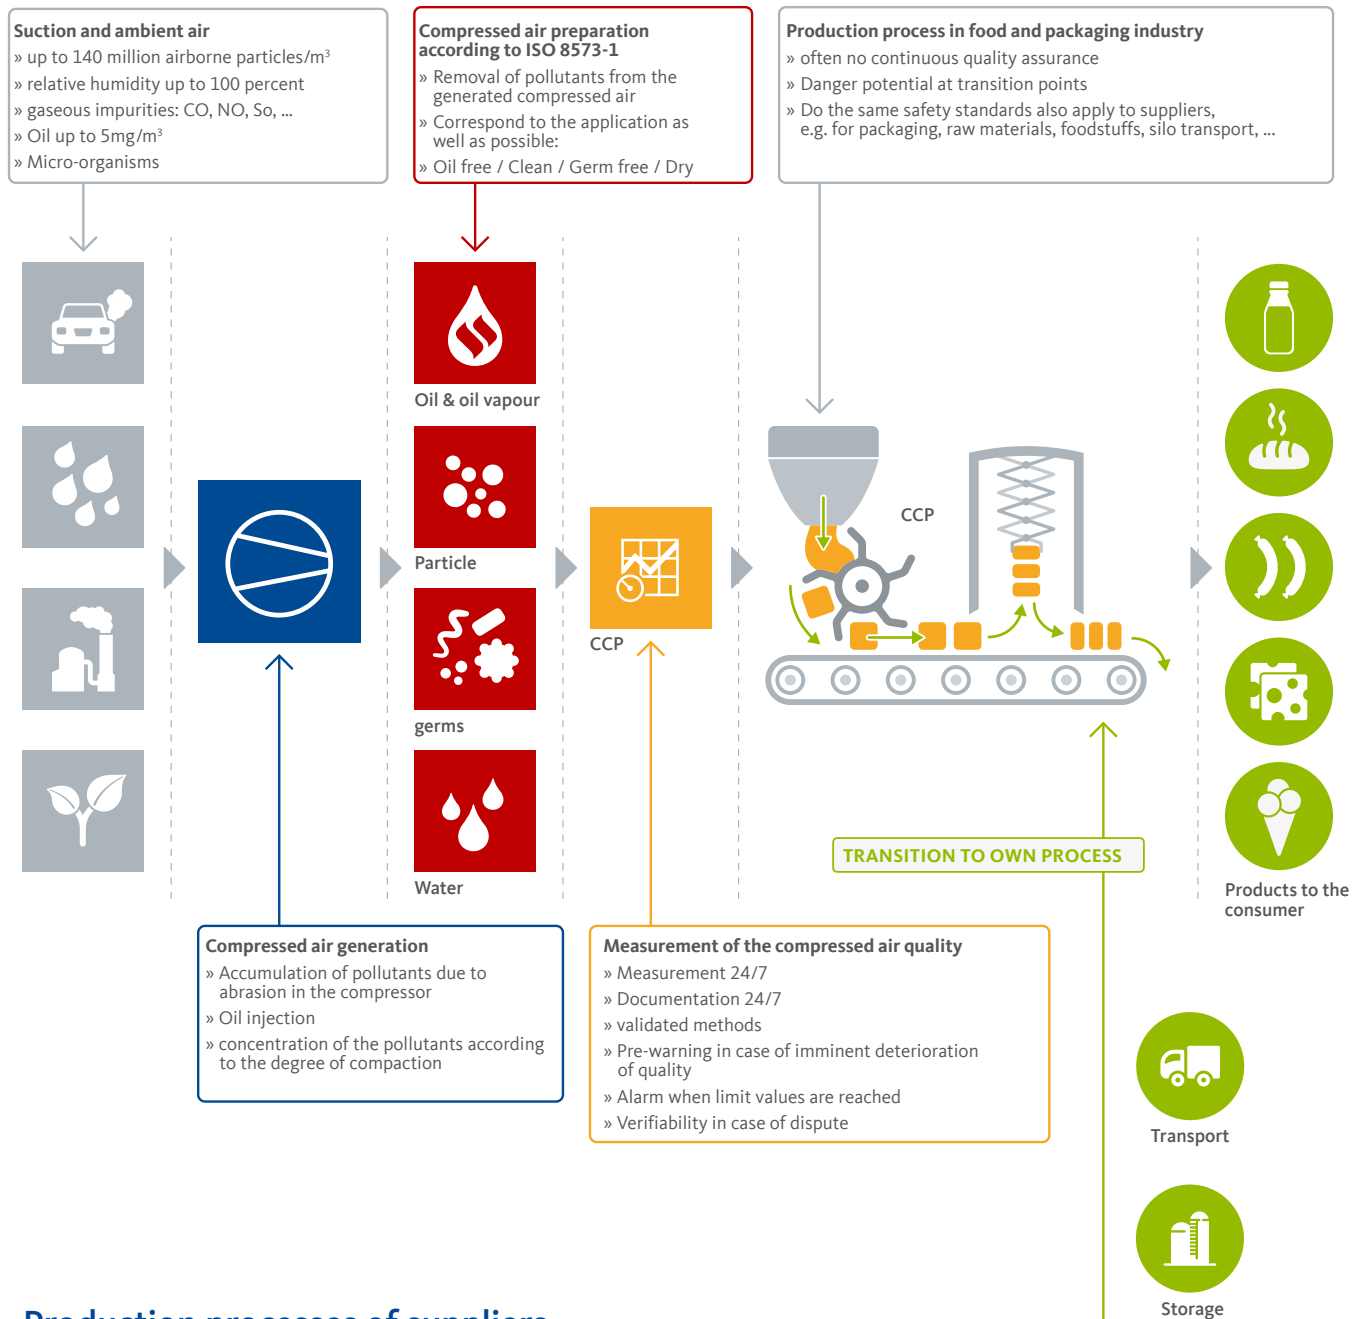 Suction and ambient air
» up to 140 million airborne particles/m³
» relative humidity up to 100 percent
» gaseous impurities: CO, NO, So, ...
» Oil up to 5mg/m³
» Micro-organisms
Compressed air preparation
according to ISO 8573-1
» Removal of pollutants from the
generated compressed air
» Correspond to the application as
well as possible:
» Oil free / Clean / Germ free / Dry
Production process in food and packaging industry
» often no continuous quality assurance
» Danger potential at transition points
» Do the same safety standards also apply to suppliers,
e.g. for packaging, raw materials, foodstuffs, silo transport, ...
Oil & oil vapour
Particle
germs
Water
CCP
CCP
TRANSITION TO OWN PROCESS
Products to the
consumer
Compressed air generation
» Accumulation of pollutants due to
abrasion in the compressor
» Oil injection
» concentration of the pollutants according
to the degree of compaction
Measurement of the compressed air quality
» Measurement 24/7
» Documentation 24/7
» validated methods
» Pre-warning in case of imminent deterioration
of quality
» Alarm when limit values are reached
» Verifiability in case of dispute
Transport
Storage
Production processes of suppliers